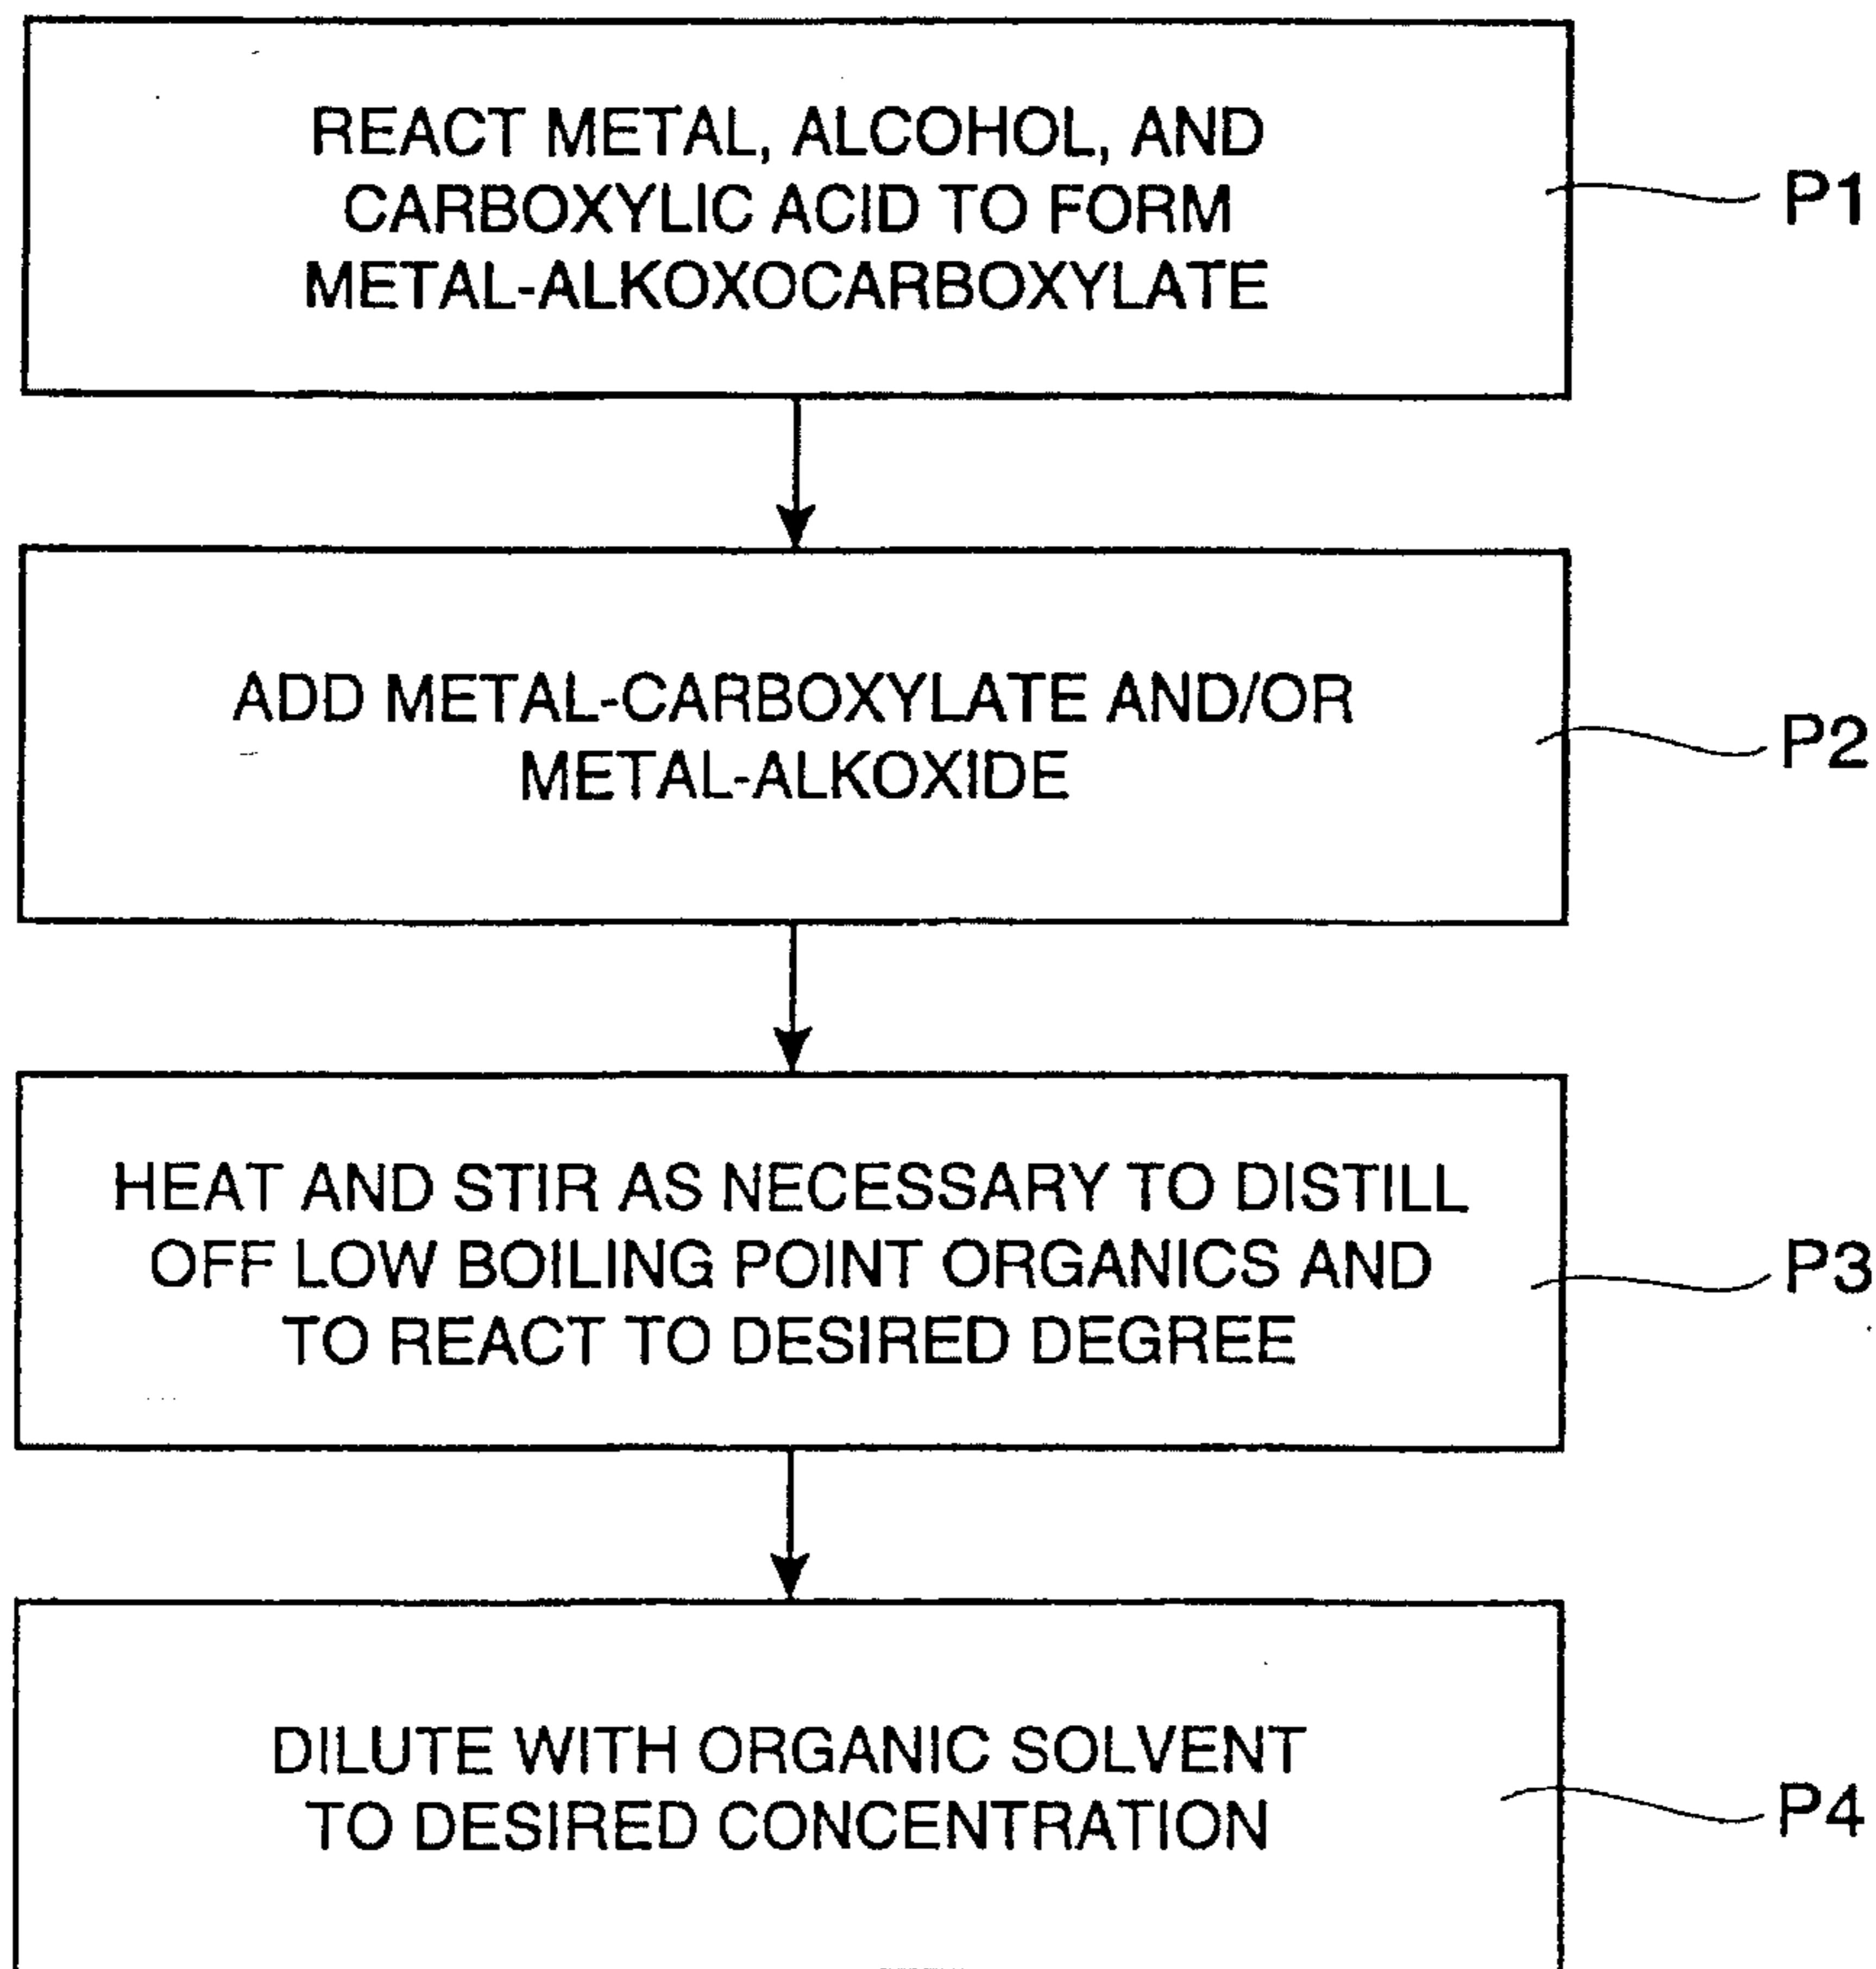 REACT METAL, ALCOHOL, AND
CARBOXYLIC ACID TO FORM
METAL-ALKOXOCARBOXYLATE
P1
ADD METAL-CARBOXYLATE AND/OR
METAL-ALKOXIDE
P2
HEAT AND STIR AS NECESSARY TO DISTILL
OFF LOW BOILING POINT ORGANICS AND
TO REACT TO DESIRED DEGREE
P3
DILUTE WITH ORGANIC SOLVENT
TO DESIRED CONCENTRATION
P4